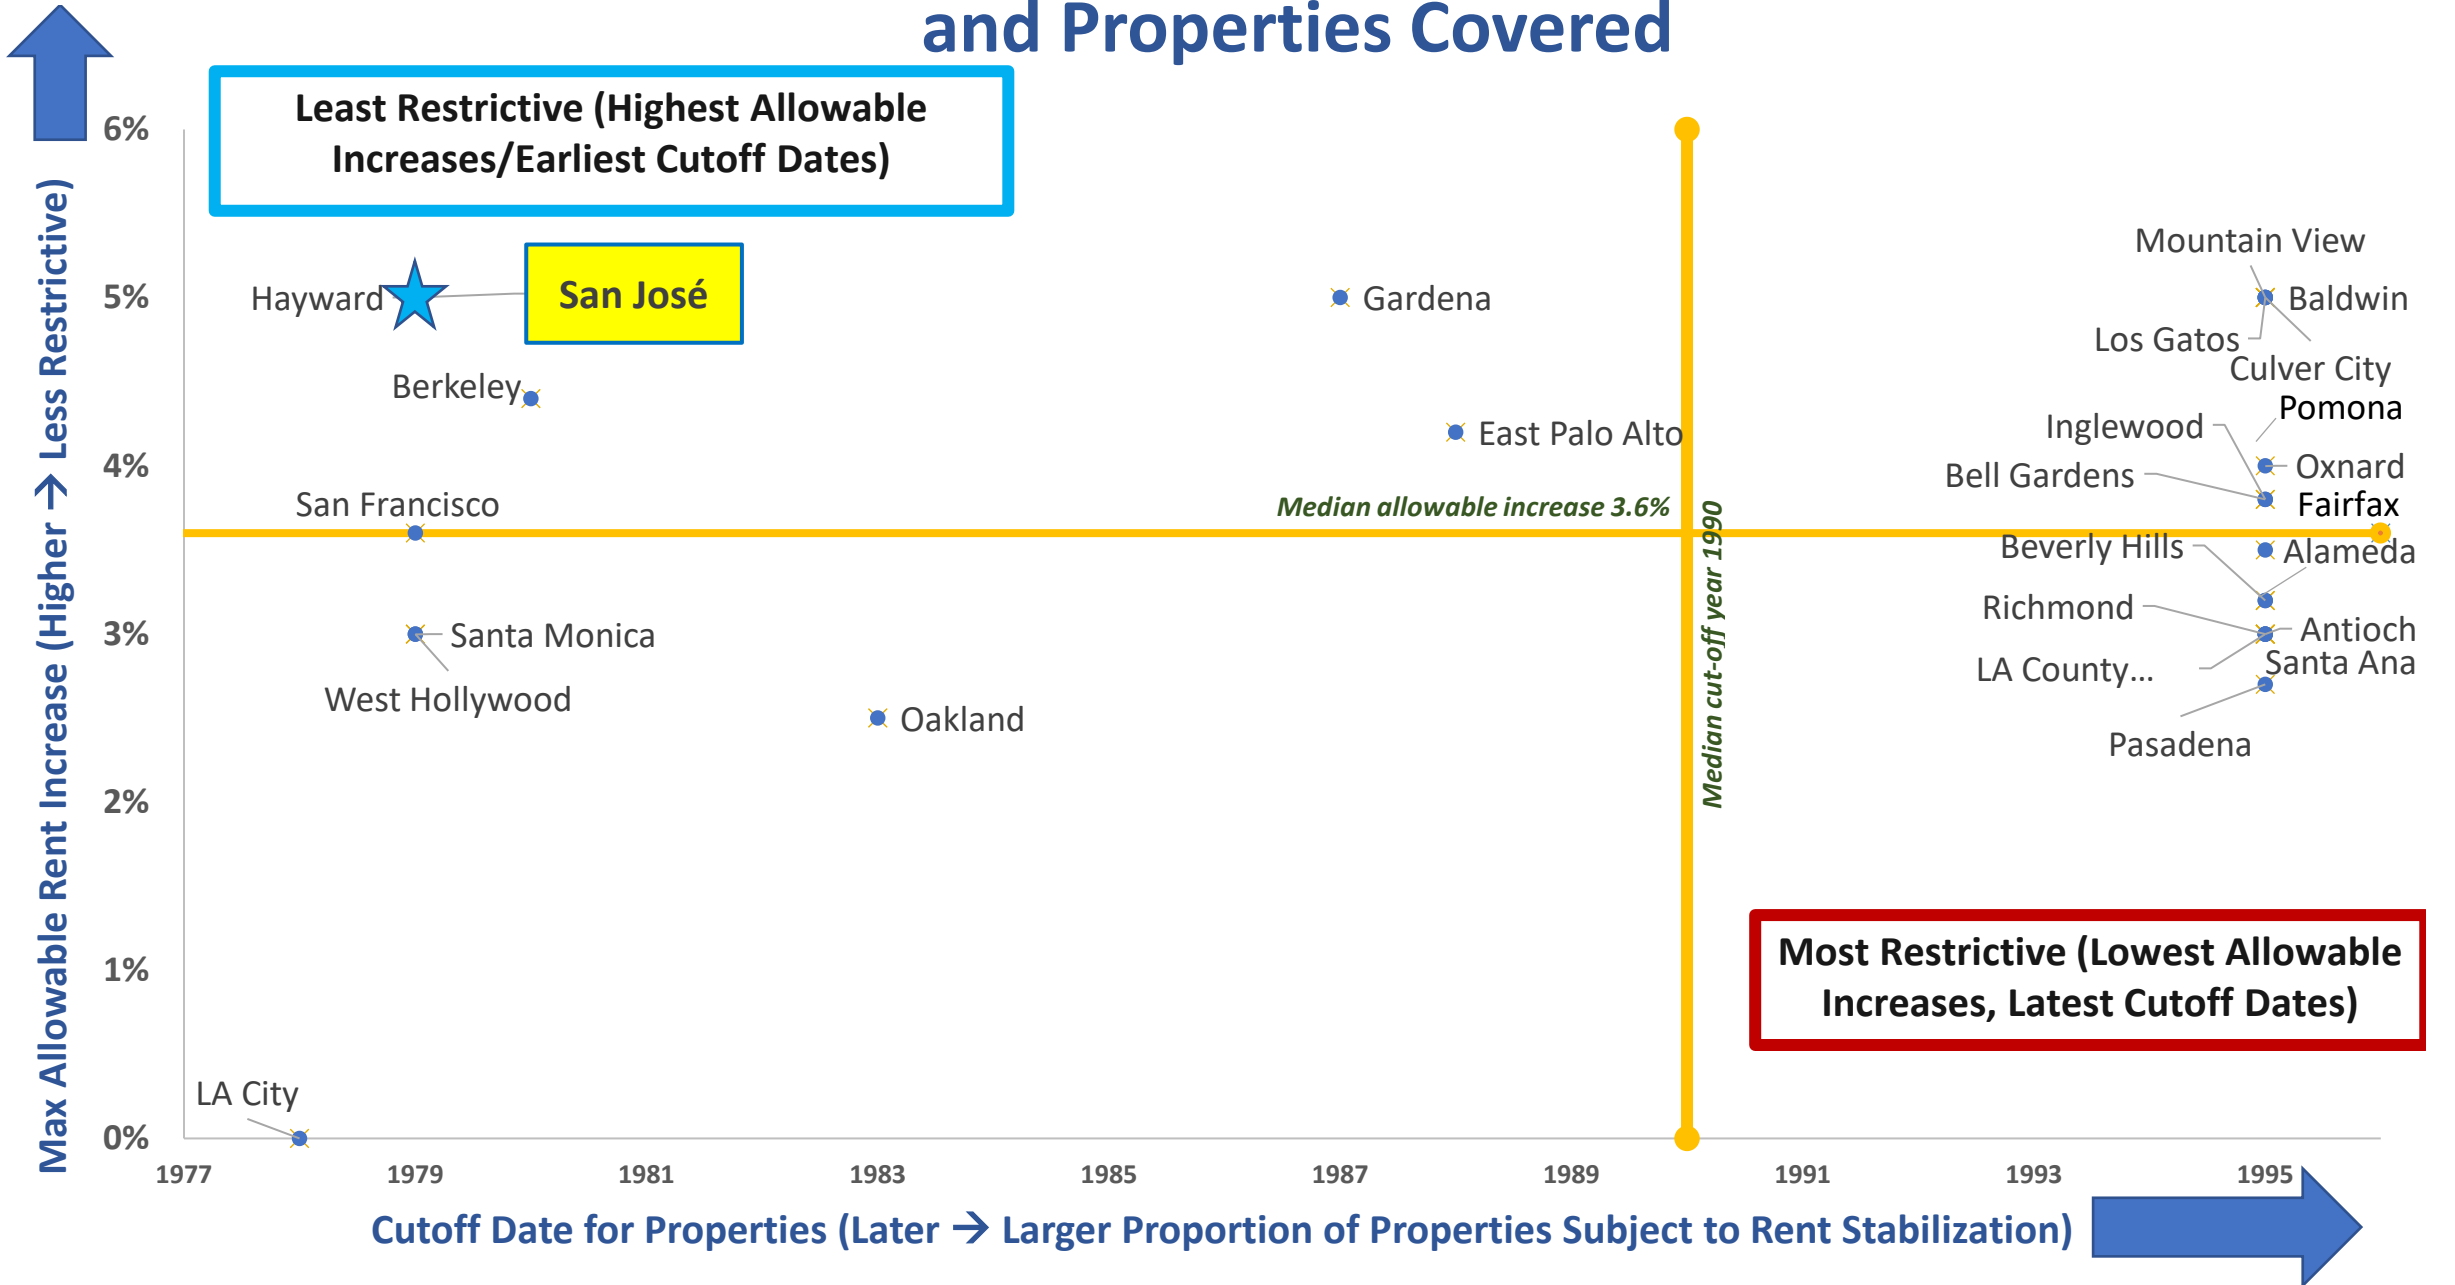 and Properties Covered
Least Restrictive (Highest Allowable
Increases/Earliest Cutoff Dates)
Max Allowable Rent Increase (Higher → Less Restrictive)
6%
5%
4%
3%
2%
1%
0%
Hayward
San José
Berkeley
San Francisco
Santa Monica
West Hollywood
Oakland
LA City
Gardena
East Palo Alto
Median allowable increase 3.6%
Median cut-off year 1990
Mountain View
Baldwin
Los Gatos
Culver City
Pomona
Inglewood
Oxnard
Bell Gardens
Fairfax
Beverly Hills
Alameda
Richmond
Antioch
LA County...
Santa Ana
Pasadena
Most Restrictive (Lowest Allowable
Increases, Latest Cutoff Dates)
1977
1979
1981
1983
1985
1987
1989
1991
1993
1995
Cutoff Date for Properties (Later → Larger Proportion of Properties Subject to Rent Stabilization)